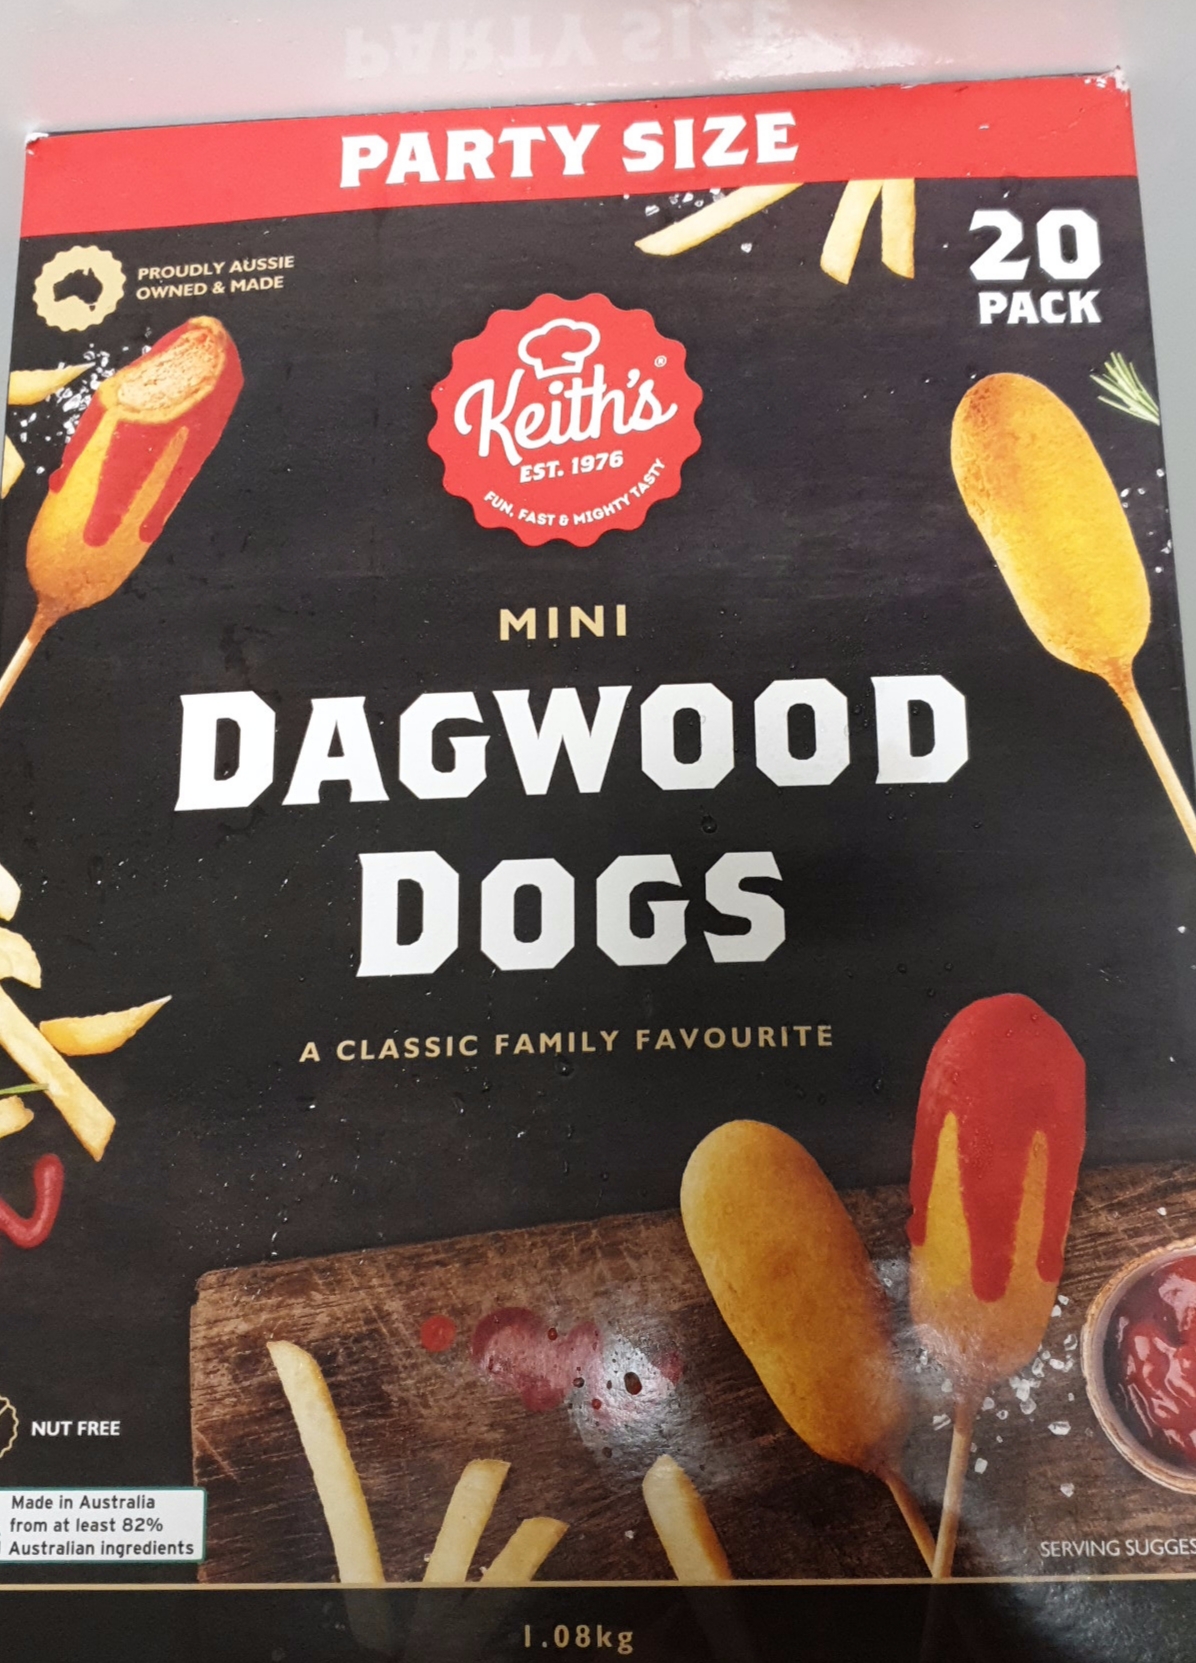 PARTY SIZE
20
PACK
PROUDLY AUSSIE
OWNED & MADE
Keith's®
EST. 1976
FUN, FAST & MIGHTY TASTY
MINI
DAGWOOD
DOGS
A CLASSIC FAMILY FAVOURITE
NUT FREE
Made in Australia
from at least 82%
Australian ingredients
SERVING
1.08kg